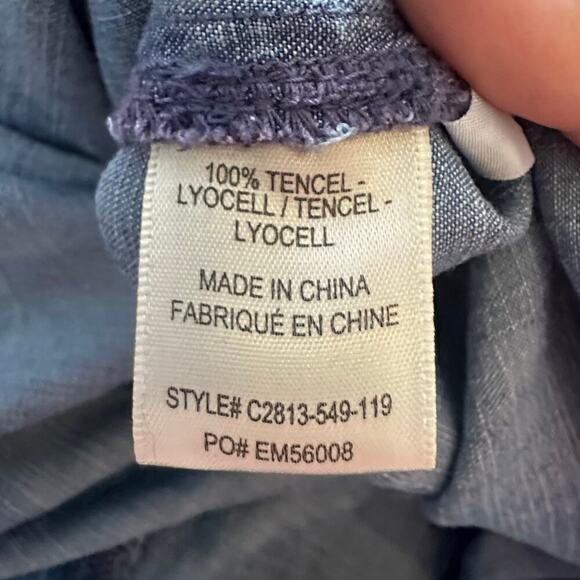 100% TENCEL -
LYOCELL / TENCEL -
LYOCELL
MADE IN CHINA
FABRIQUÉ EN CHINE
STYLE# C2813-549-119
PO# EM56008